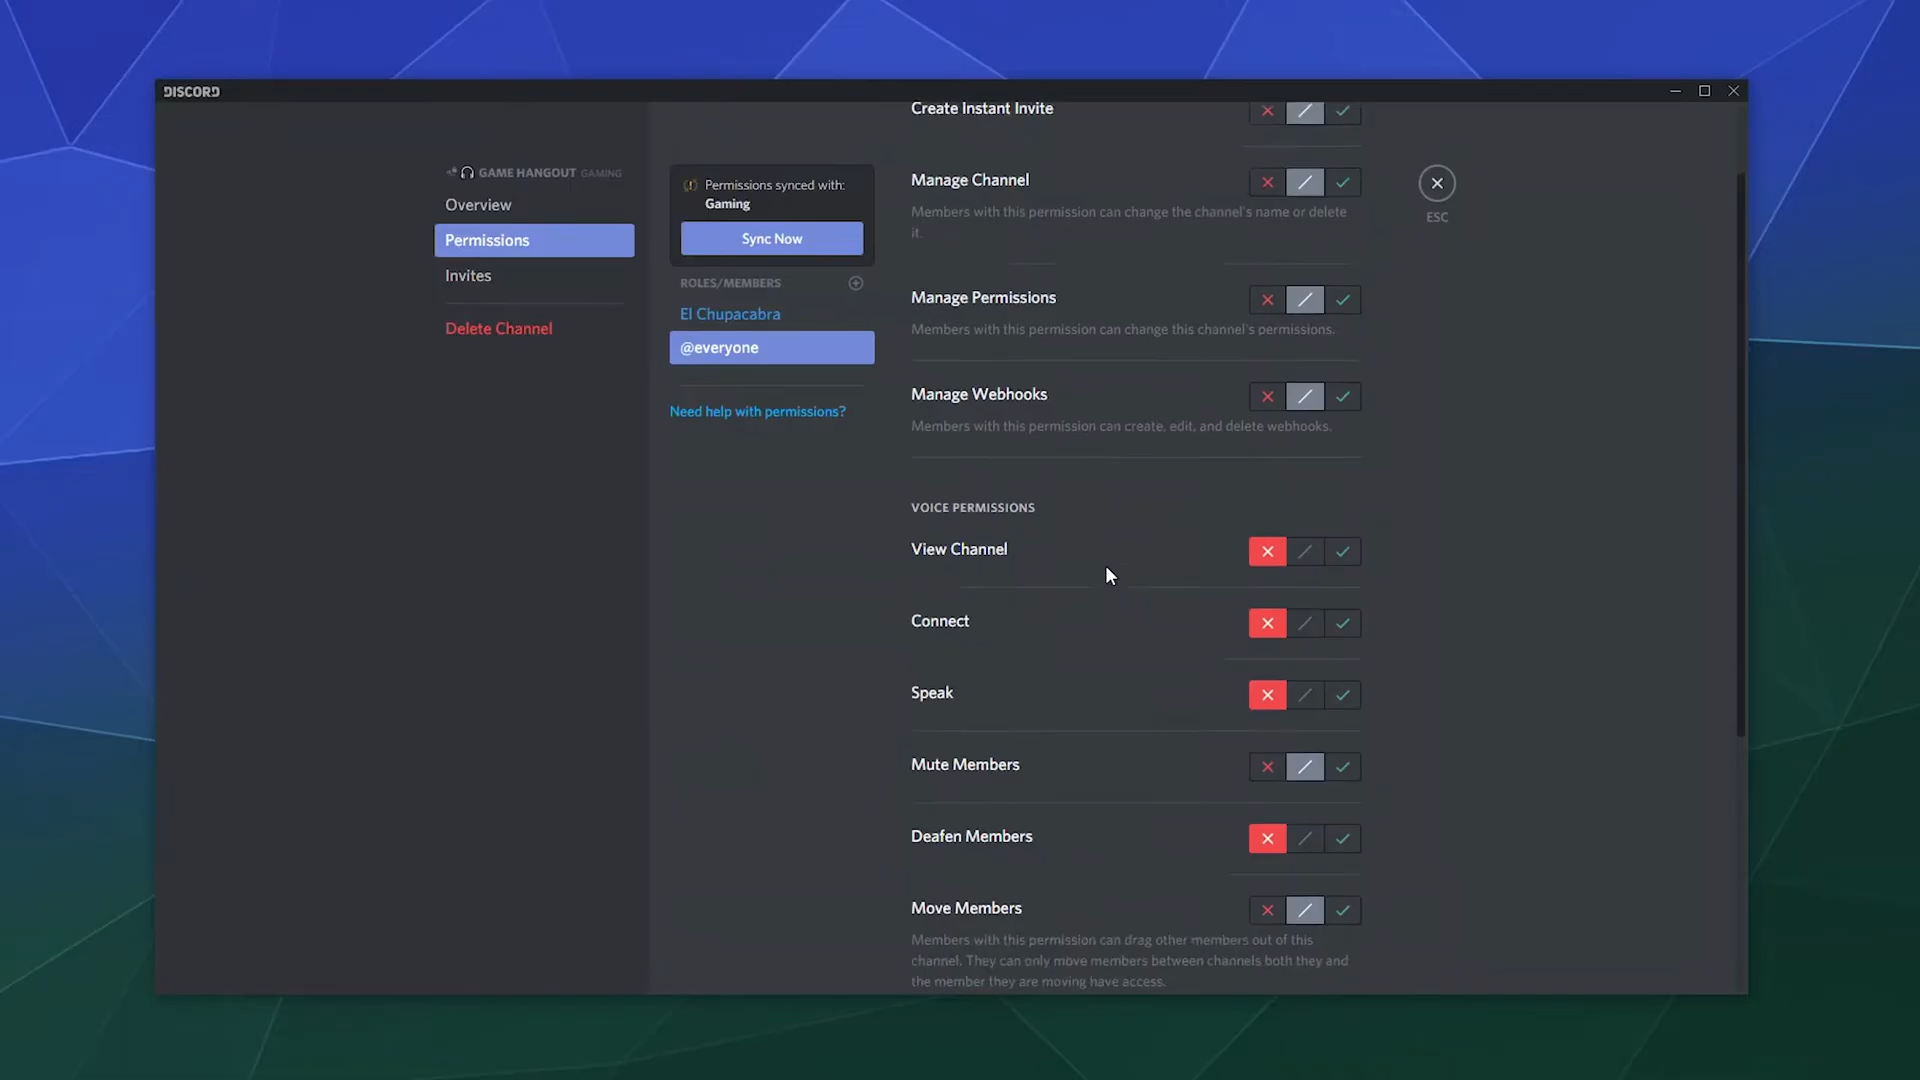 DISCORD
GAME HANGOUT GAMING
Overview
Permissions
Invites
Delete Channel
Permissions synced with:
Gaming
Sync Now
ROLES/MEMBERS
El Chupacabra
@everyone
Need help with permissions?
Create Instant Invite
Manage Channel
Members with this permission can change the channel's name or delete
it.
Manage Permissions
Members with this permission can change this channel's permissions.
Manage Webhooks
Members with this permission can create, edit, and delete webhooks.
VOICE PERMISSIONS
View Channel
Connect
Speak
Mute Members
Deafen Members
Move Members
Members with this permission can drag other members out of this
channel. They can only move members between channels both they and
the member they are moving have access.
ESC